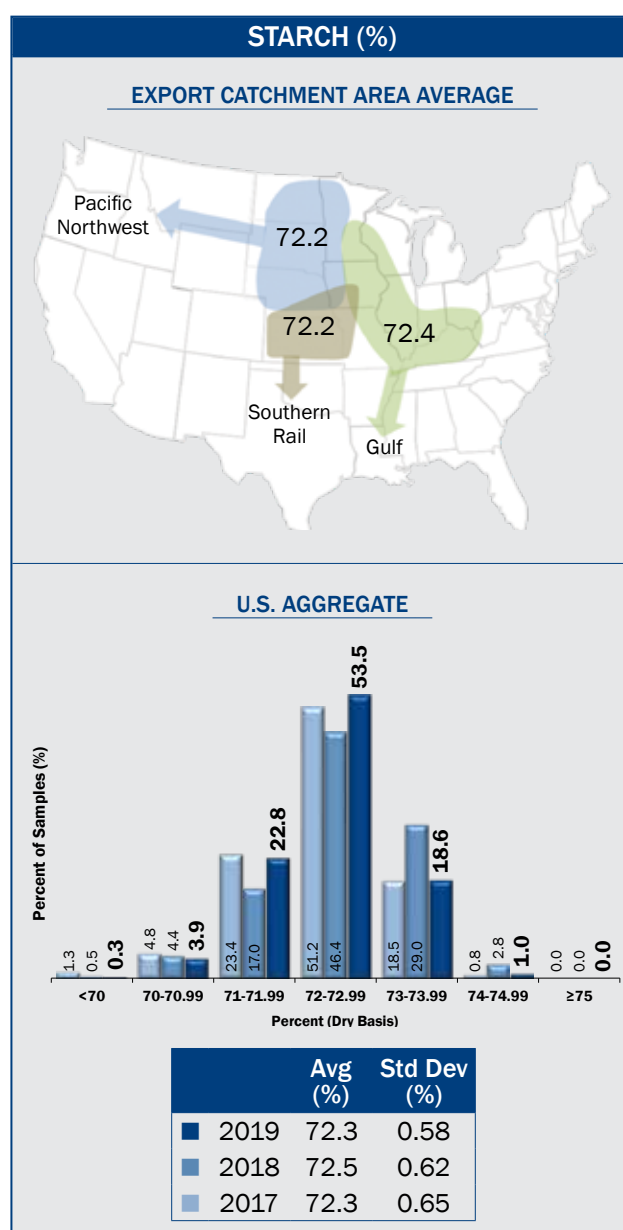 STARCH (%)
EXPORT CATCHMENT AREA AVERAGE
Pacific
Northwest
72.2
72.2
72.4
Southern
Rail
Gulf
U.S. AGGREGATE
Percent of Samples (%)
1.3 0.5 0.3
4.8 4.4 3.9
23.4 17.0 22.8
51.2 46.4 53.5
18.5 29.0 18.6
0.8 2.8 1.0
0.0 0.0 0.0
<70 70-70.99 71-71.99 72-72.99 73-73.99 74-74.99 ≥75
Percent (Dry Basis)
Avg Std Dev
(%) (%)
2019 72.3 0.58
2018 72.5 0.62
2017 72.3 0.65